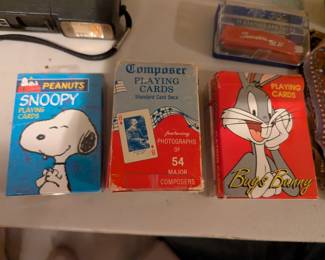 PEANUTS
SNOOPY
PLAYING
CARDS
Composer
PLAYING
CARDS
Standard Card Deck
featuring
PHOTOGRAPHS
OF
54
MAJOR
COMPOSERS
PLAYING
CARDS
Bugs Bunny